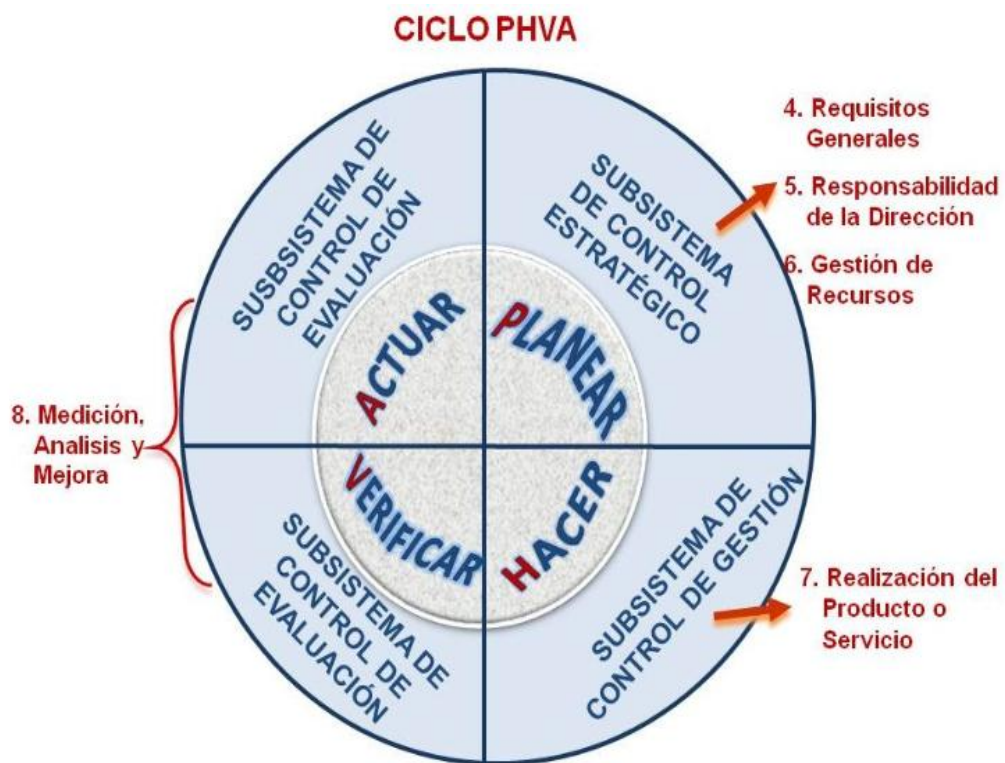 CICLO PHVA
SUSBSISTEMA DE
CONTROL DE
EVALUACIÓN
SUBSISTEMA
DE CONTROL
ESTRATÉGICO
4. Requisitos
Generales
5. Responsabilidad
de la Dirección
6. Gestión de
Recursos
ACTUAR
PLANEAR
8. Medición,
Analisis y
Mejora
VERIFICAR
HACER
SUBSISTEMA DE
CONTROL DE
EVALUACIÓN
SUBSISTEMA DE
CONTROL DE GESTIÓN
7. Realización del
Producto o
Servicio